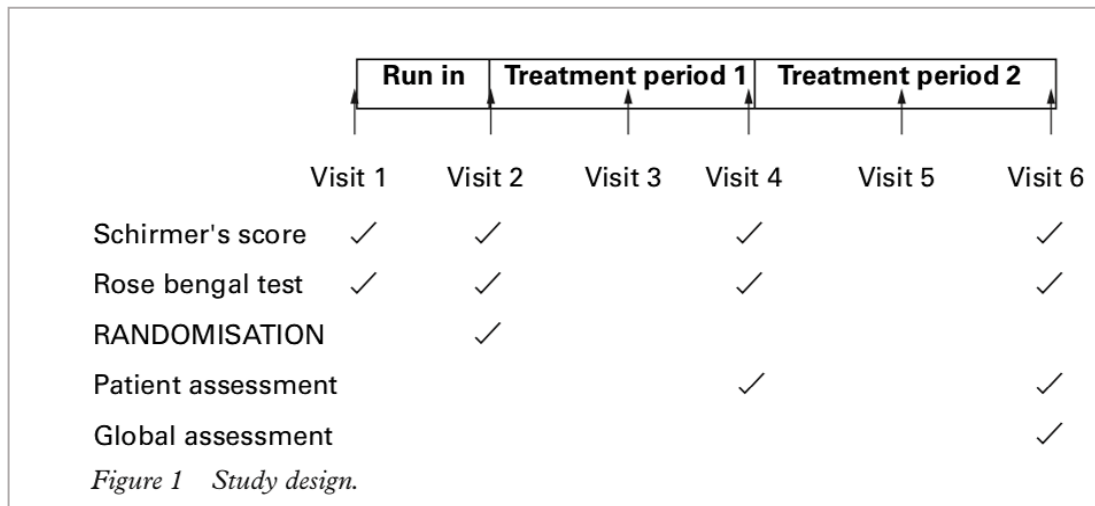 Run in Treatment period 1 Treatment period 2
Visit 1 Visit 2 Visit 3 Visit 4 Visit 5 Visit 6
Schirmer's score ✓ ✓ ✓ ✓
Rose bengal test ✓ ✓ ✓ ✓
RANDOMISATION ✓
Patient assessment ✓ ✓
Global assessment ✓
Figure 1 Study design.